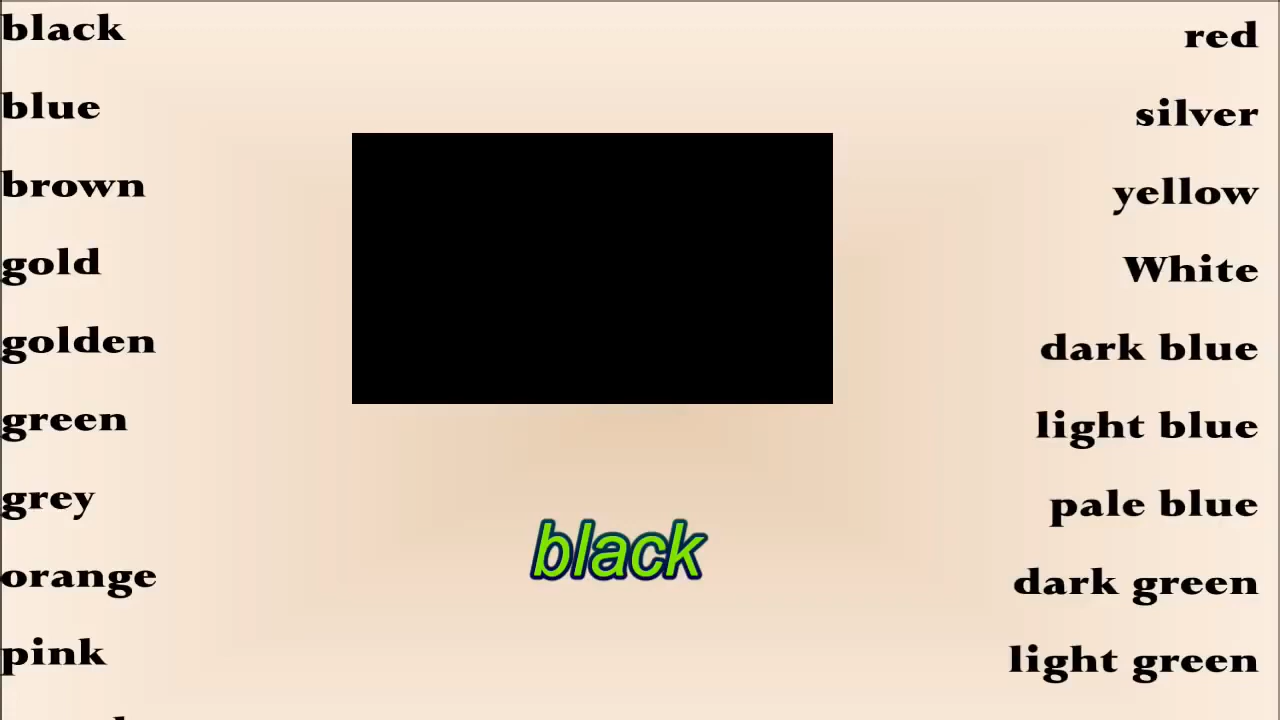 black
blue
brown
gold
golden
green
grey
orange
pink
black
red
silver
yellow
White
dark blue
light blue
pale blue
dark green
light green